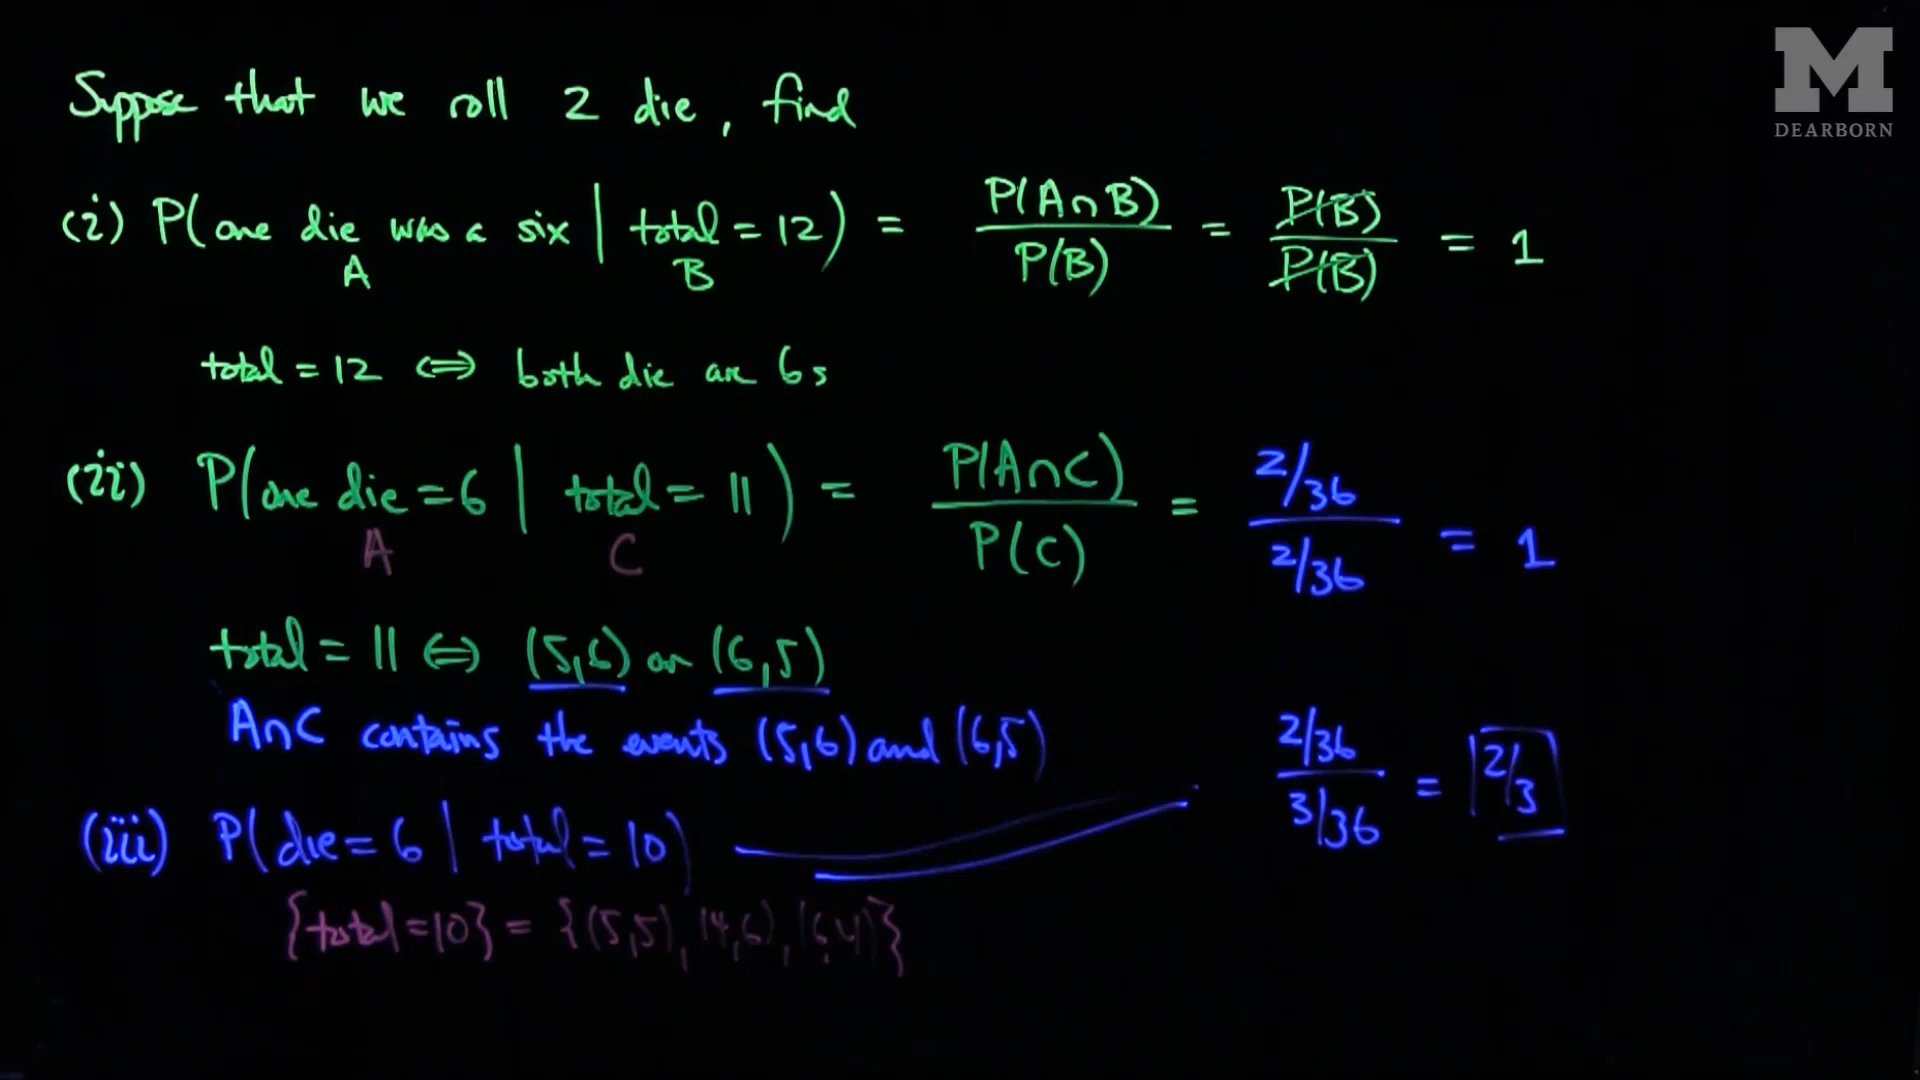 M
DEARBORN
Suppose that we roll 2 die, find
(i) P(one die was a six | total = 12) = P(A∩B) / P(B) = P(B) / P(B) = 1
A B
total = 12 ⟺ both die are 6s
(ii) P(one die = 6 | total = 11) = P(A∩C) / P(C) = 2/36 / 2/36 = 1
A C
total = 11 ⟺ (5,6) or (6,5)
A∩C contains the events (5,6) and (6,5)
(iii) P(die = 6 | total = 10) 2/36 / 3/36 = 2/3
{total = 10} = {(5,5), (4,6), (6,4)}